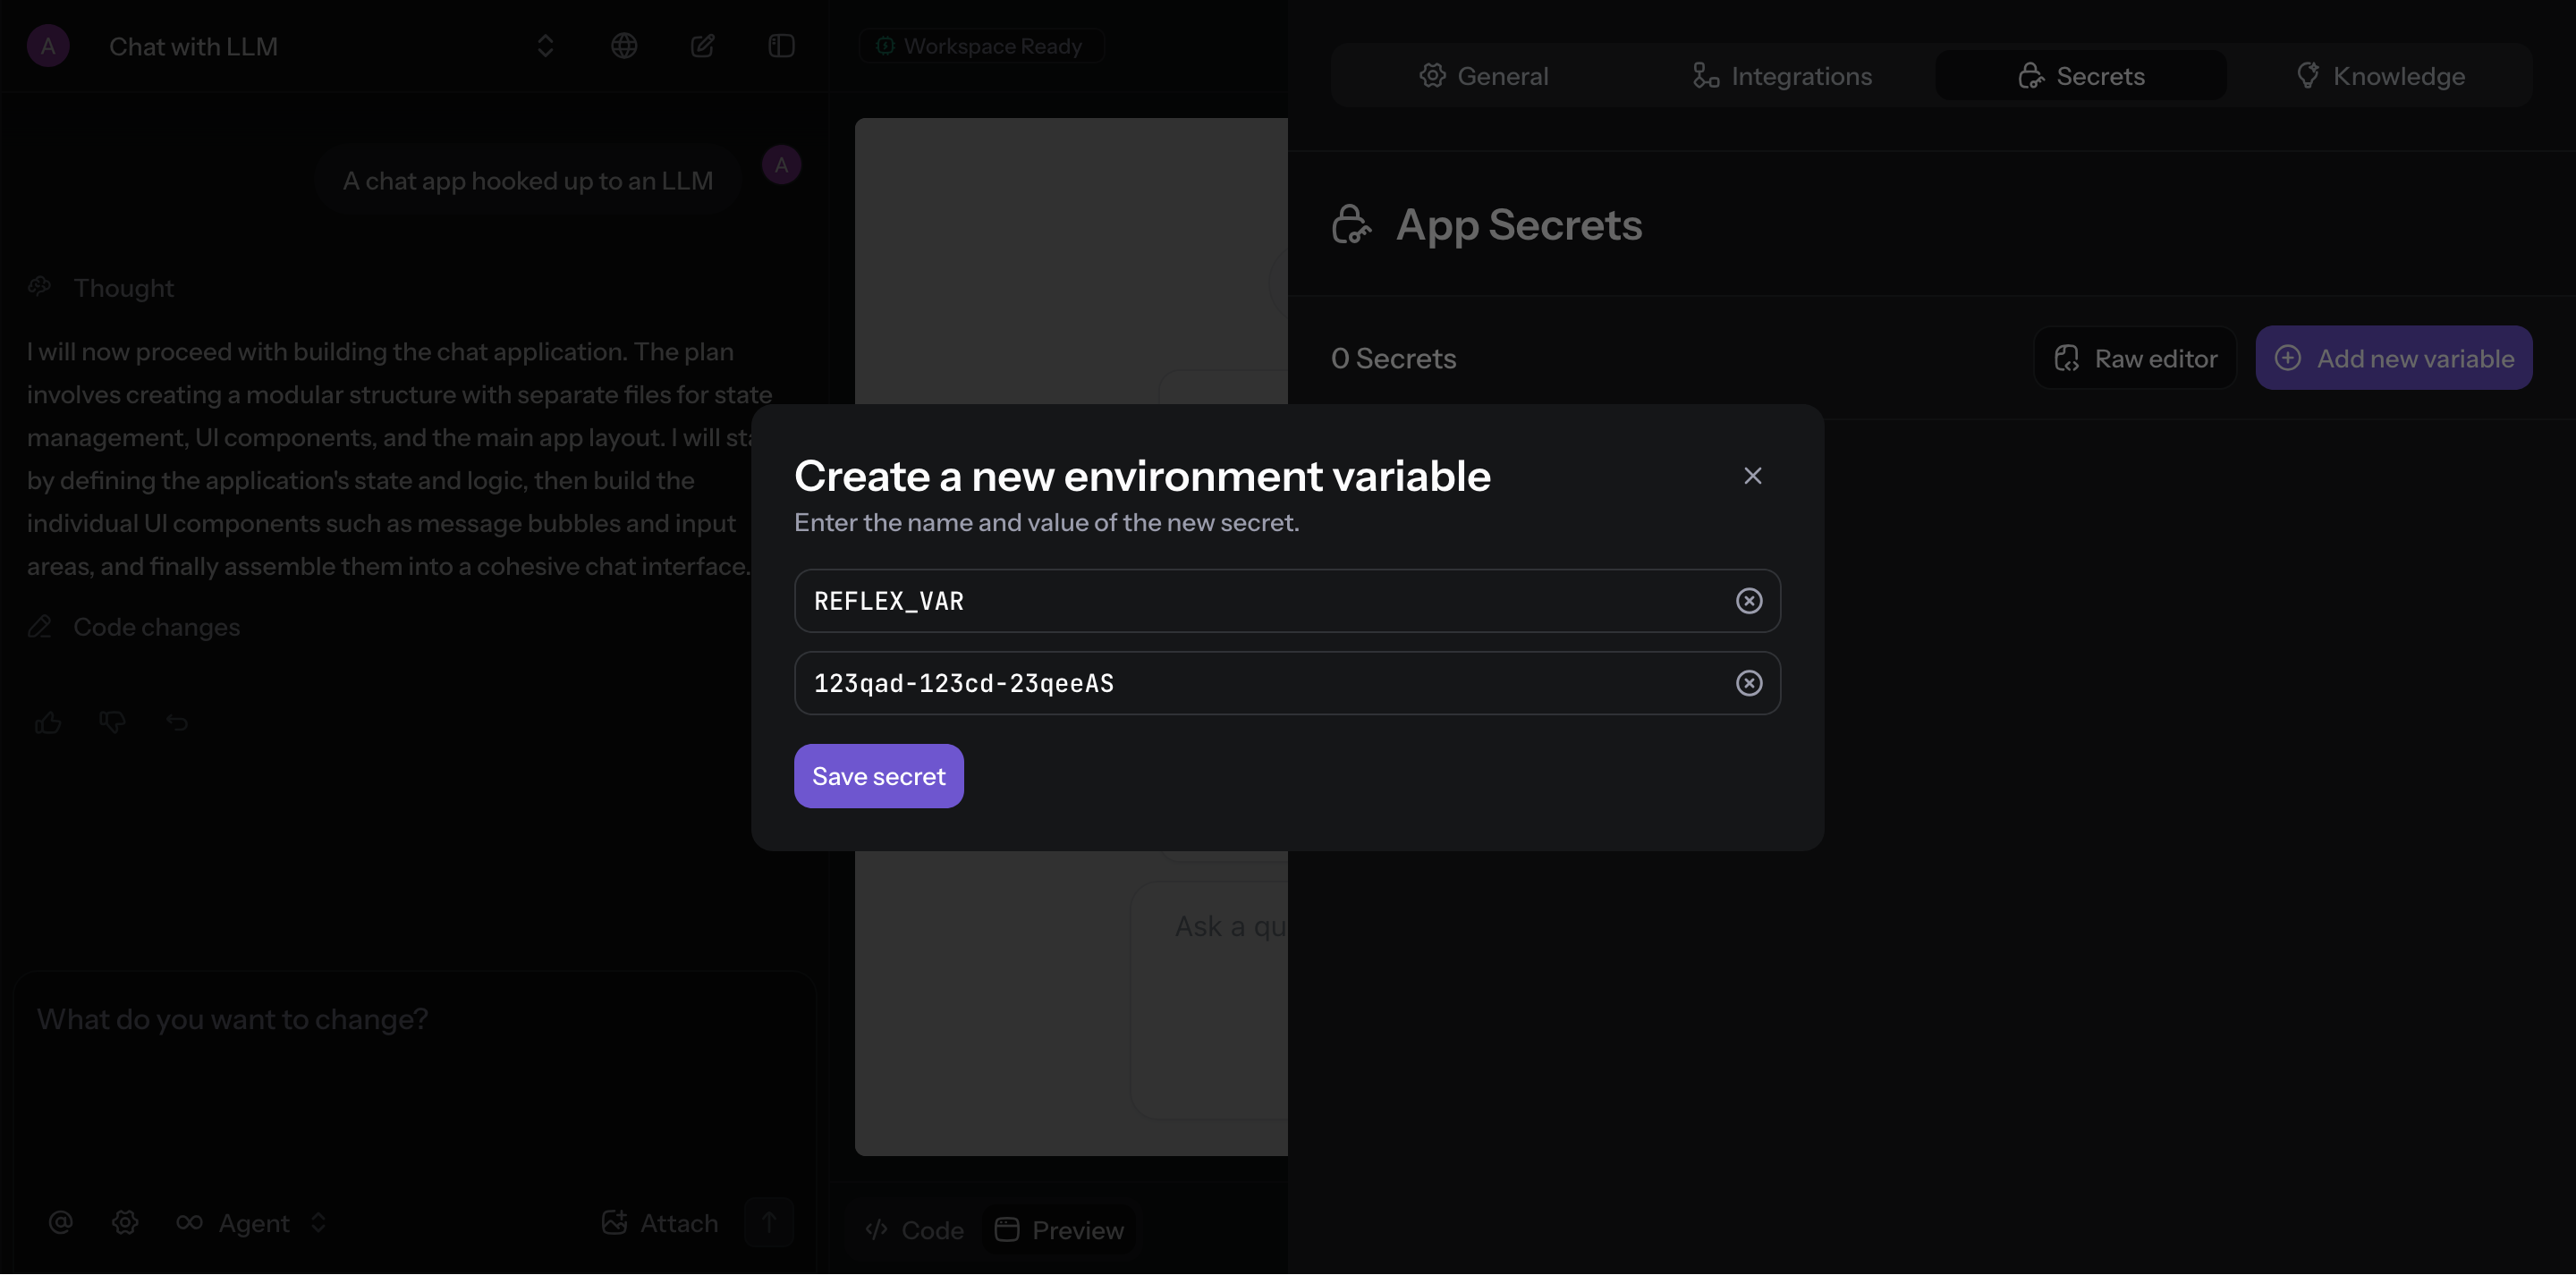 A
Chat with LLM
Workspace Ready
General
Integrations
Secrets
Knowledge
A chat app hooked up to an LLM
A
App Secrets
Thought
I will now proceed with building the chat application. The plan
involves creating a modular structure with separate files for state
management, UI components, and the main app layout. I will sta
by defining the application's state and logic, then build the
individual UI components such as message bubbles and input
areas, and finally assemble them into a cohesive chat interface.
Code changes
0 Secrets
Raw editor
Add new variable
Create a new environment variable
Enter the name and value of the new secret.
REFLEX_VAR
123qad-123cd-23qeeAS
Save secret
Ask a qu
What do you want to change?
Agent
Attach
Code
Preview